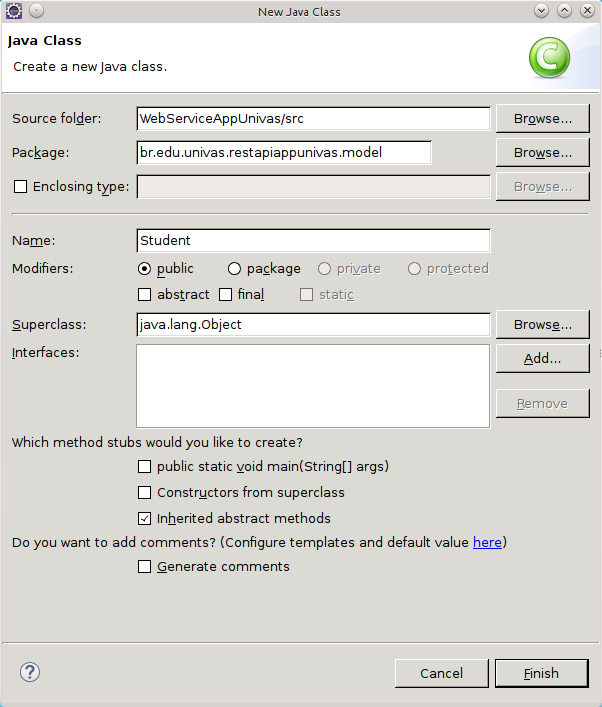 New Java Class
Java Class
Create a new Java class.
Source folder: WebServiceAppUnivas/src Browse...
Package: br.edu.univas.restapiappunivas.model Browse...
Enclosing type: Browse...
Name: Student
Modifiers: public package private protected
abstract final static
Superclass: java.lang.Object Browse...
Interfaces: Add...
Remove
Which method stubs would you like to create?
public static void main(String[] args)
Constructors from superclass
Inherited abstract methods
Do you want to add comments? (Configure templates and default value here)
Generate comments
? Cancel Finish